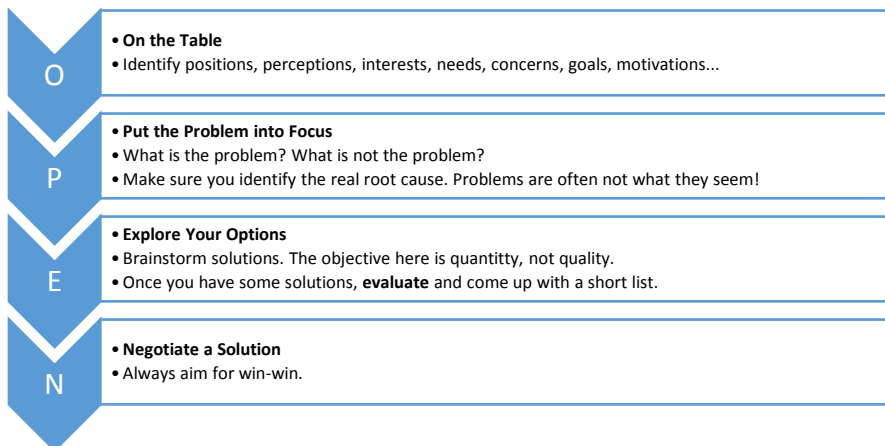 O
• On the Table
• Identify positions, perceptions, interests, needs, concerns, goals, motivations...
P
• Put the Problem into Focus
• What is the problem? What is not the problem?
• Make sure you identify the real root cause. Problems are often not what they seem!
E
• Explore Your Options
• Brainstorm solutions. The objective here is quantitty, not quality.
• Once you have some solutions, evaluate and come up with a short list.
N
• Negotiate a Solution
• Always aim for win-win.